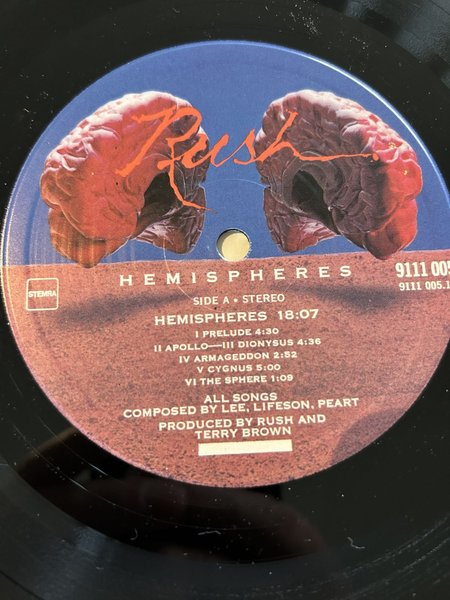 Rush
HEMISPHERES
9111 005
9111 005.1
STEMRA
SIDE A • STEREO
HEMISPHERES 18:07
I PRELUDE 4:30
II APOLLO—III DIONYSUS 4:36
IV ARMAGEDDON 2:52
V CYGNUS 5:00
VI THE SPHERE 1:09
ALL SONGS
COMPOSED BY LEE, LIFESON, PEART
PRODUCED BY RUSH AND
TERRY BROWN